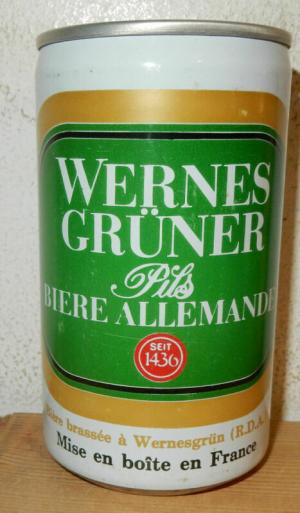 WERNES
GRÜNER
Pils
BIERE ALLEMANDE
SEIT
1436
Bière brassée à Wernesgrün (R.D.A.)
Mise en boîte en France